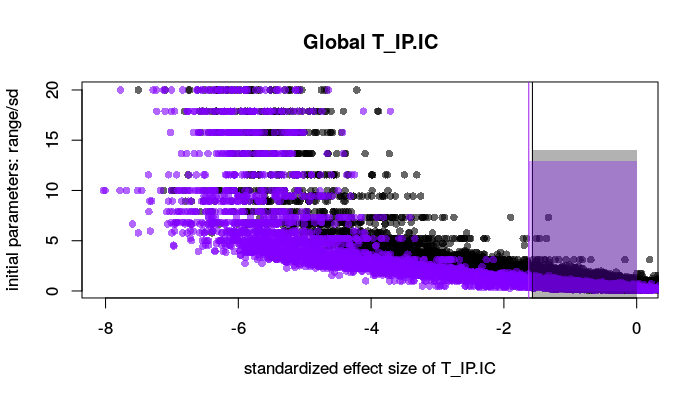 Global T_IP.IC
initial parameters: range/sd
20
15
10
5
0
-8 -6 -4 -2 0
standardized effect size of T_IP.IC